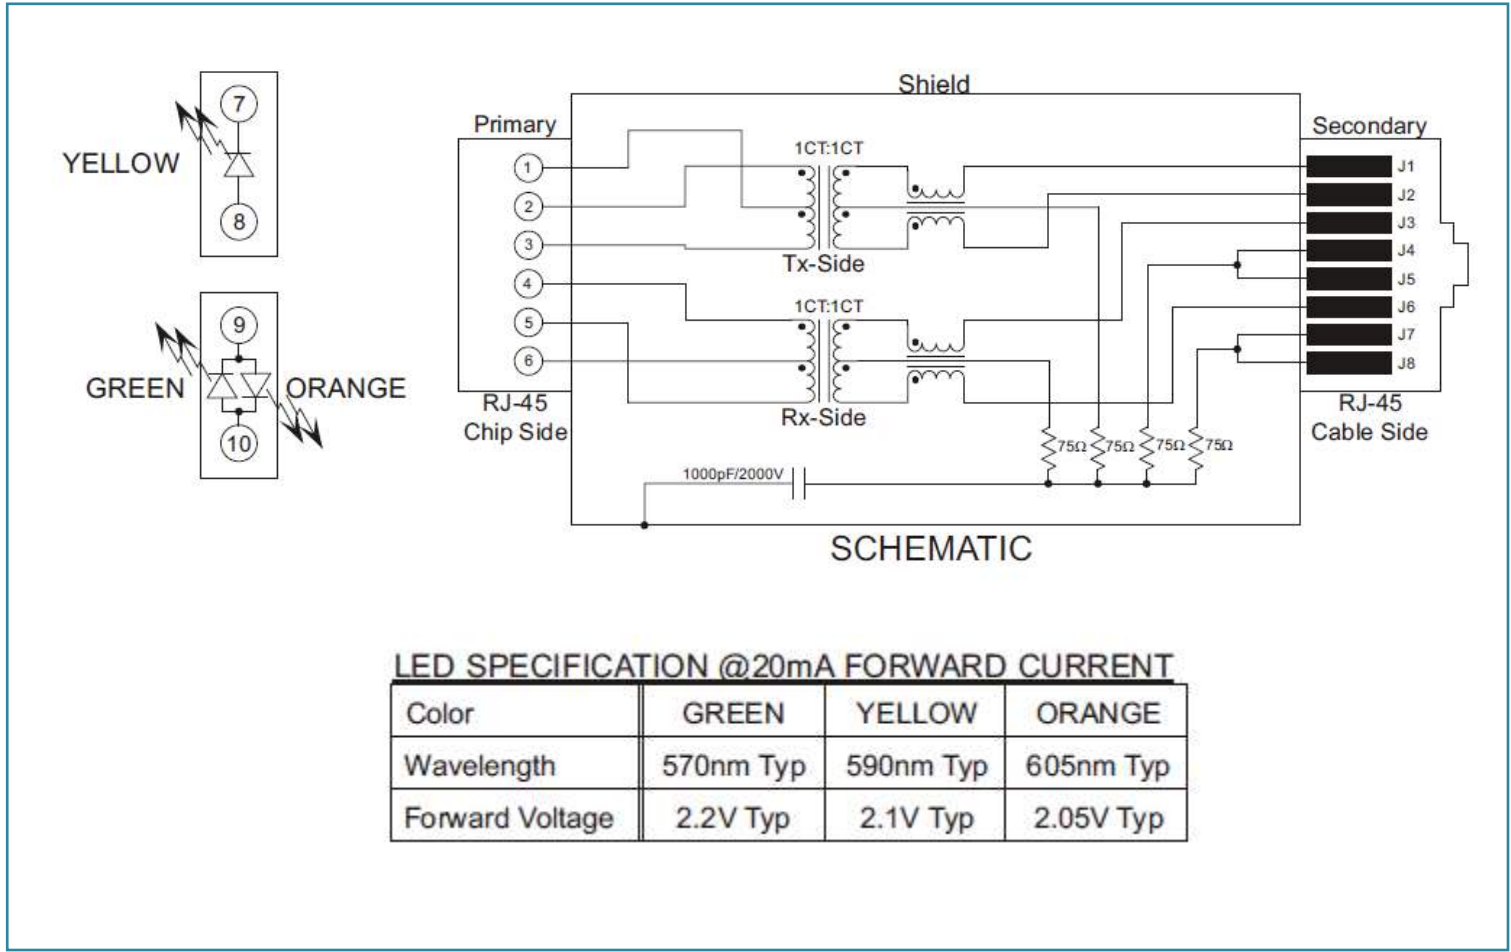 7
YELLOW
8
9
GREEN ORANGE
10
Shield
Primary
Secondary
1
2
3
4
5
6
RJ-45
Chip Side
1CT:1CT
Tx-Side
1CT:1CT
Rx-Side
J1
J2
J3
J4
J5
J6
J7
J8
RJ-45
Cable Side
75Ω 75Ω 75Ω 75Ω
1000pF/2000V
SCHEMATIC
LED SPECIFICATION @20mA FORWARD CURRENT
Color GREEN YELLOW ORANGE
Wavelength 570nm Typ 590nm Typ 605nm Typ
Forward Voltage 2.2V Typ 2.1V Typ 2.05V Typ